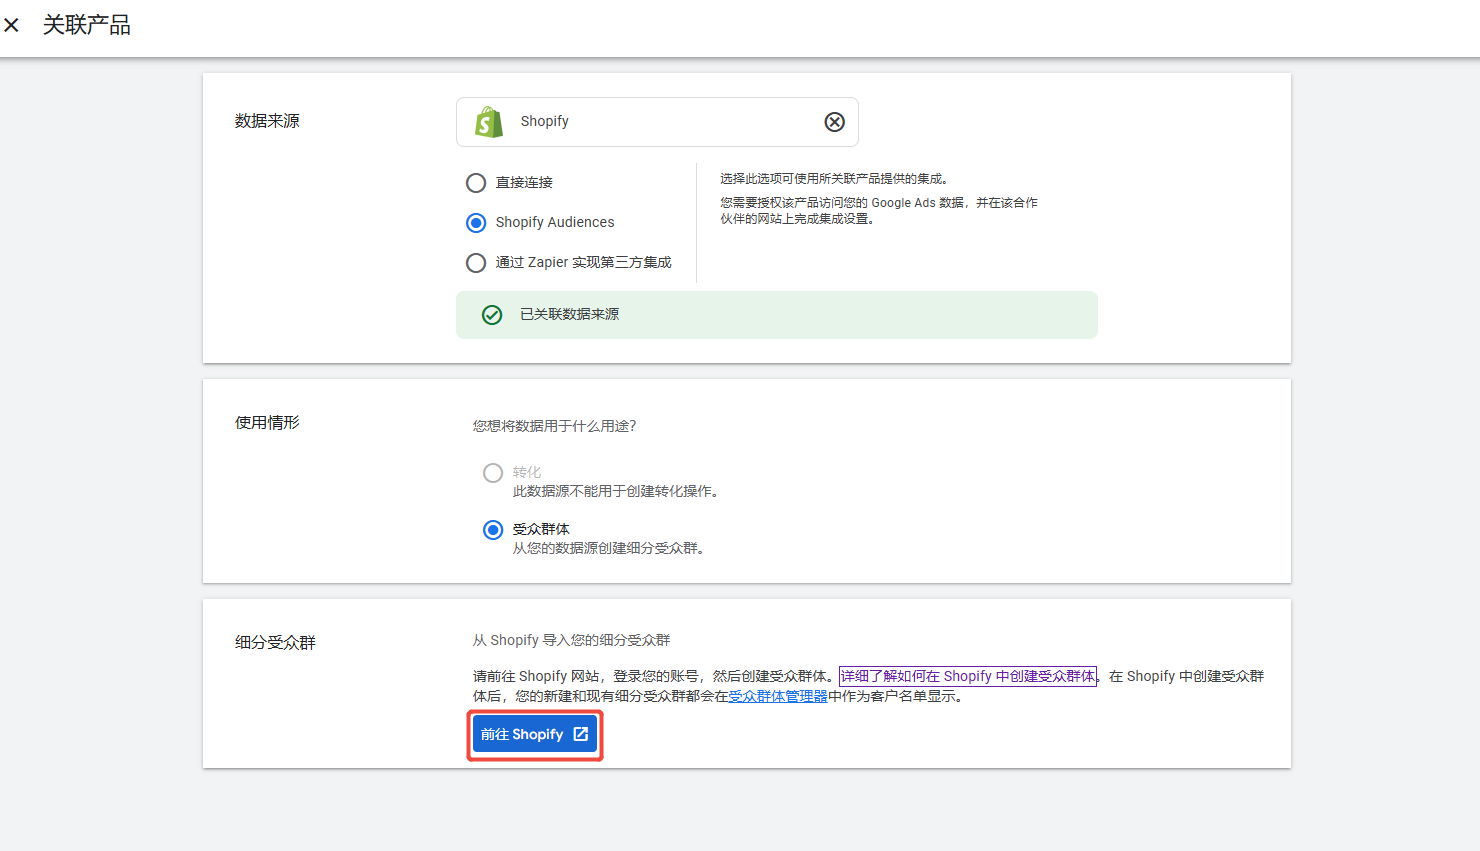 关联产品
数据来源
Shopify
直接连接
Shopify Audiences
通过 Zapier 实现第三方集成
选择此选项可使用所关联产品提供的集成。
您需要授权该产品访问您的 Google Ads 数据，并在该合作
伙伴的网站上完成集成设置。
已关联数据来源
使用情形
您想将数据用于什么用途？
转化
此数据源不能用于创建转化操作。
受众群体
从您的数据源创建细分受众群。
细分受众群
从 Shopify 导入您的细分受众群
请前往 Shopify 网站，登录您的账号，然后创建受众群体。详细了解如何在 Shopify 中创建受众群体。在 Shopify 中创建受众群
体后，您的新建和现有细分受众群都会在受众群体管理器中作为客户名单显示。
前往 Shopify